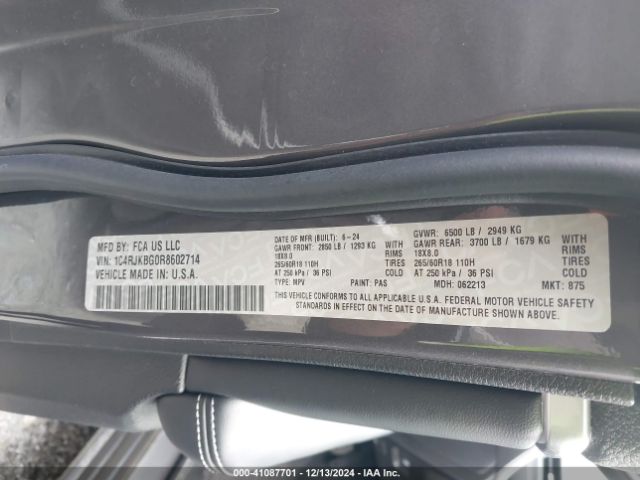 MFD BY: FCA US LLC
VIN: 1C4RJKBG0R8602714
VEHICLE MADE IN: U.S.A.
DATE OF MFR (BUILT): 6-24
GAWR FRONT: 2850 LB / 1293 KG WITH
18X8.0 RIMS
265/60R18 110H TIRES
AT 250 kPa / 36 PSI
TYPE: MPV PAINT: PAS
GVWR: 6500 LB / 2949 KG
GAWR REAR: 3700 LB / 1679 KG WITH
18X8.0 RIMS
265/60R18 110H TIRES
AT 250 kPa / 36 PSI
MDH: 062213 MKT: 875
THIS VEHICLE CONFORMS TO ALL APPLICABLE U.S.A. FEDERAL MOTOR VEHICLE SAFETY
STANDARDS IN EFFECT ON THE DATE OF MANUFACTURE SHOWN ABOVE.
000-41087701 - 12/13/2024 - IAA Inc.